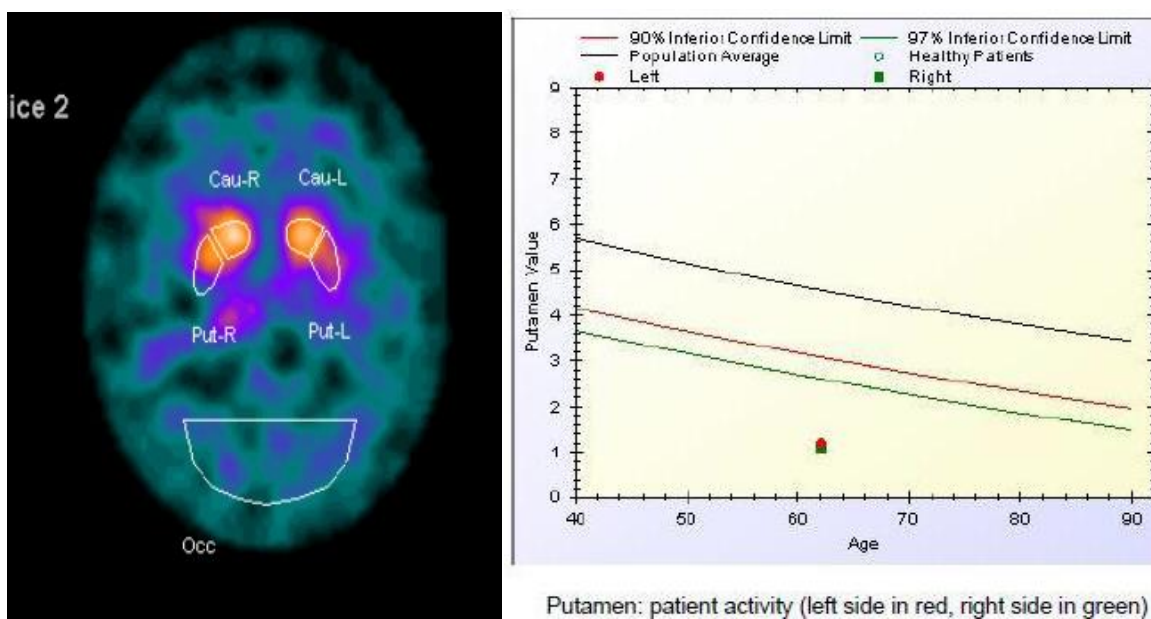 ice 2
Cau-R Cau-L
Put-R Put-L
Occ
90% Inferior Confidence Limit 97% Inferior Confidence Limit
Population Average Healthy Patients
Left Right
9
8
7
6
5
4
3
2
1
0
Putamen Value
40 50 60 70 80 90
Age
Putamen: patient activity (left side in red, right side in green)